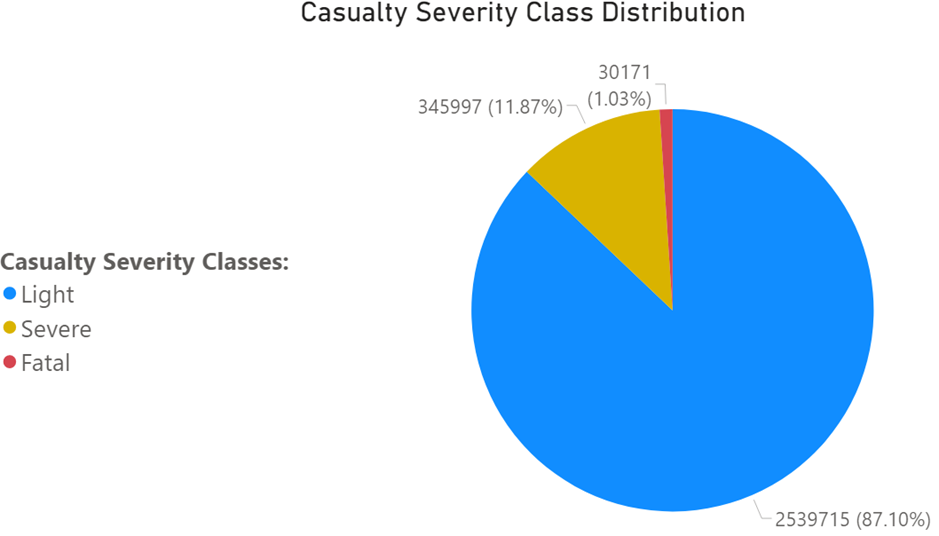 Casualty Severity Class Distribution
30171
(1.03%)
345997 (11.87%)
Casualty Severity Classes:
Light
Severe
Fatal
2539715 (87.10%)